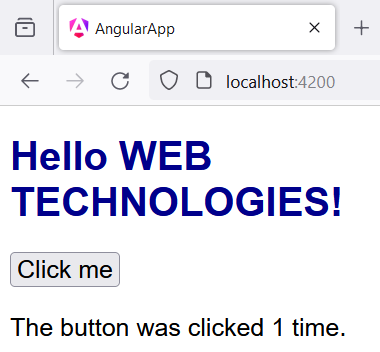 AngularApp
localhost:4200
Hello WEB
TECHNOLOGIES!
Click me
The button was clicked 1 time.